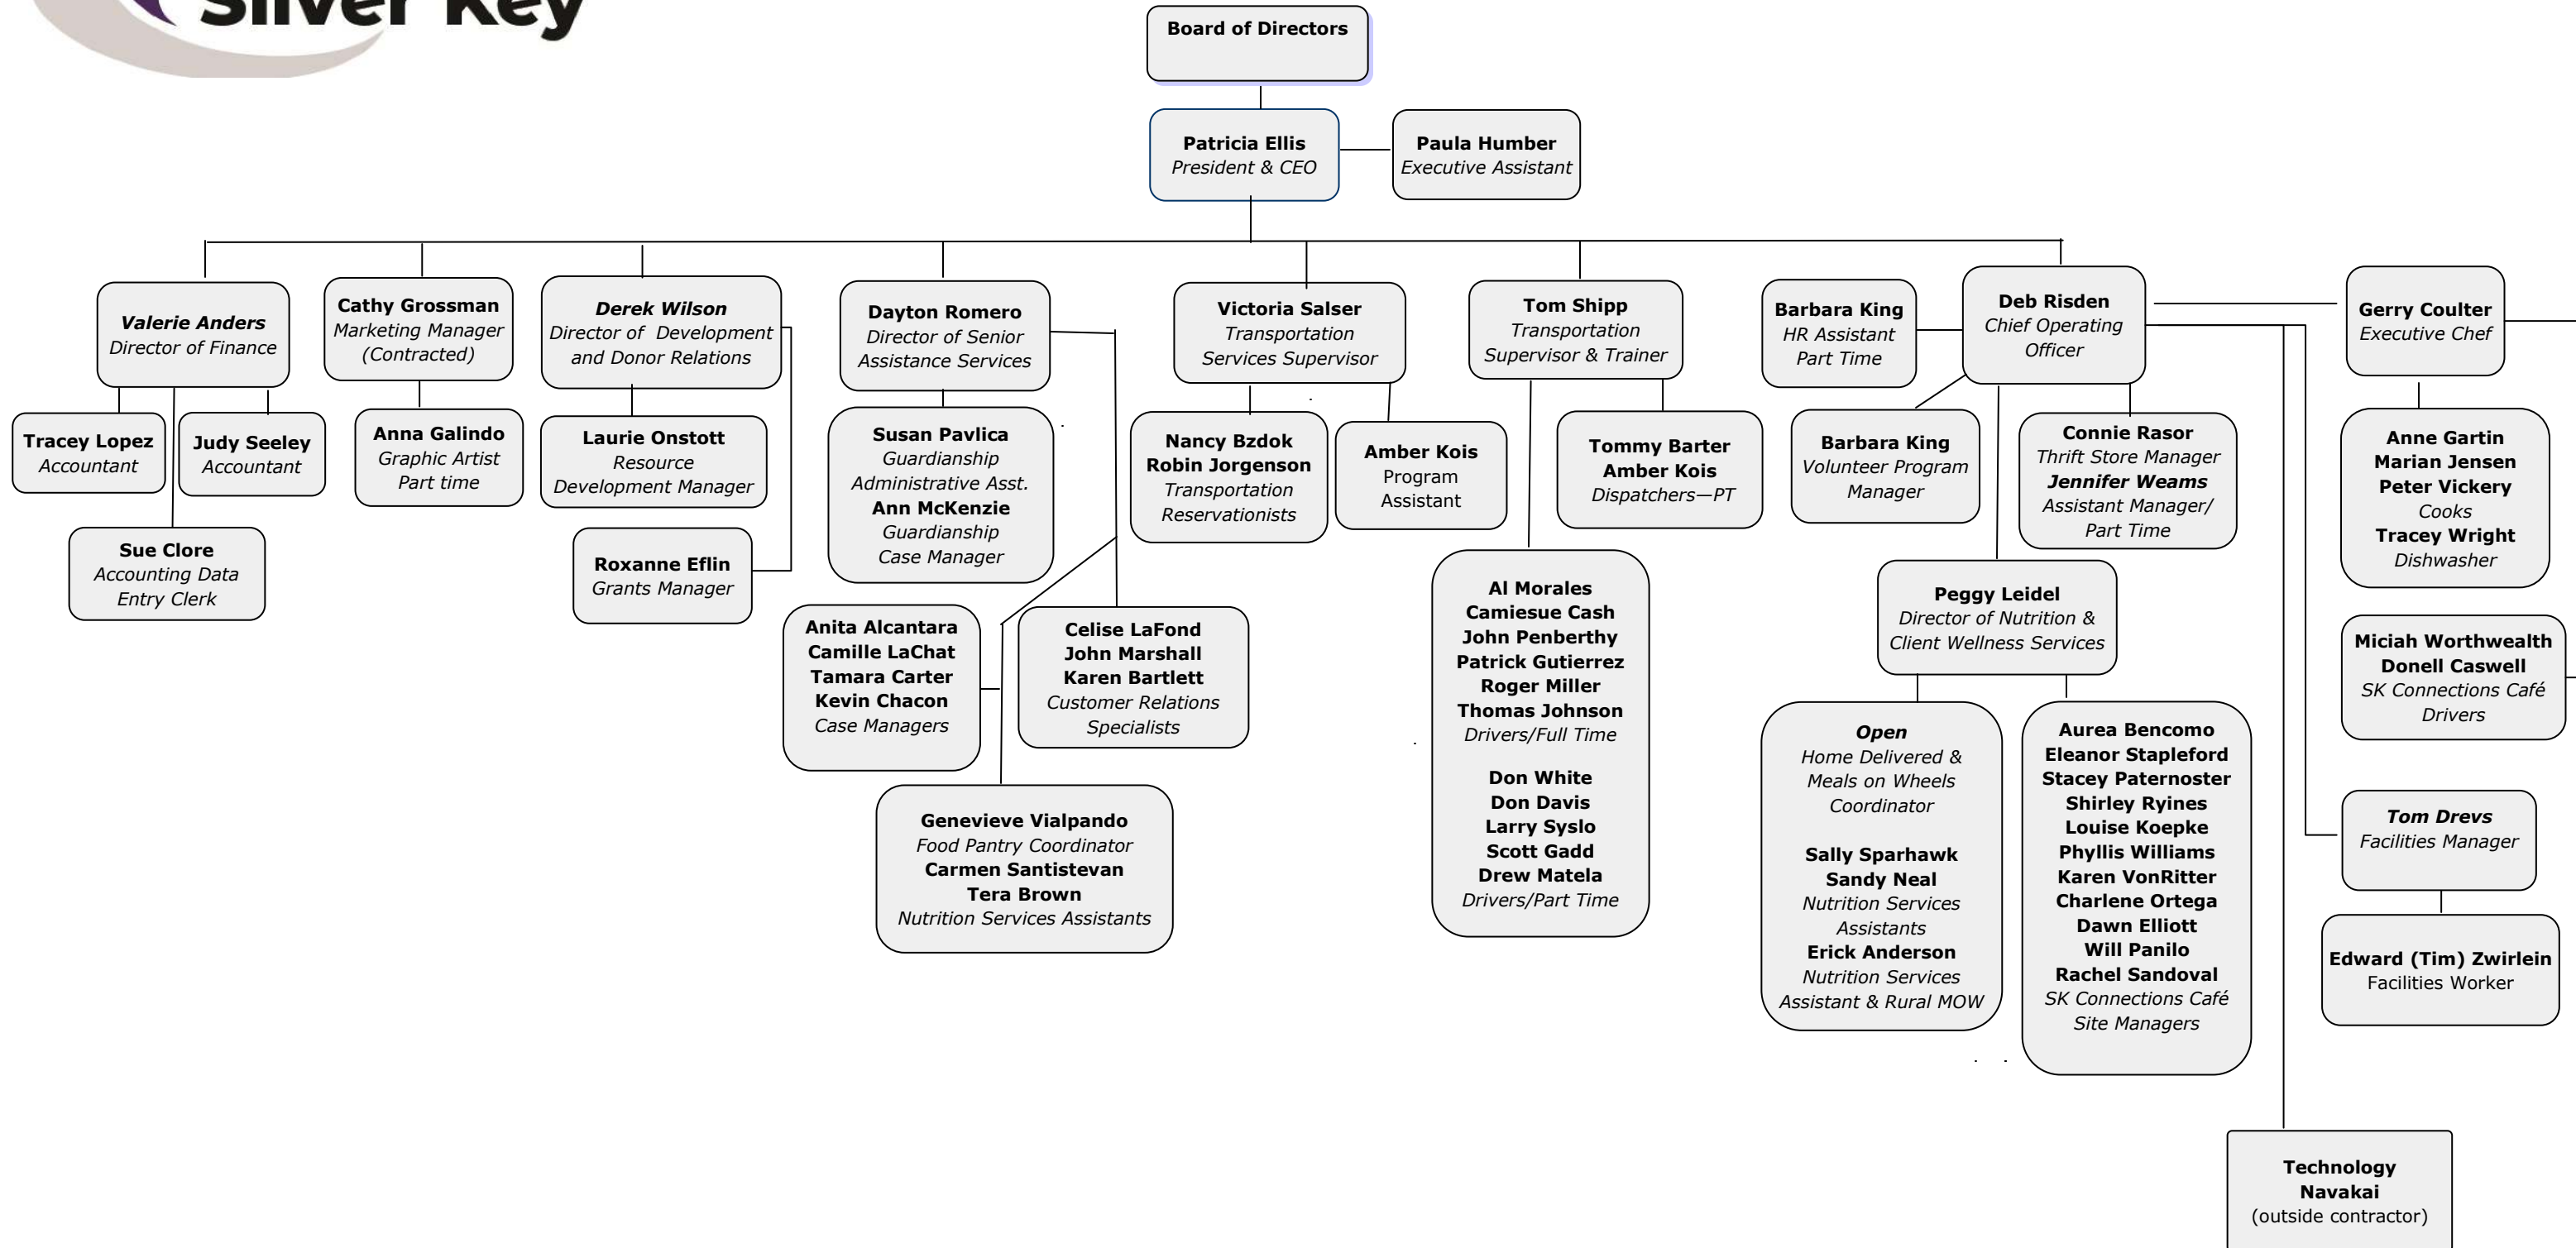 Silver Key
Board of Directors
Patricia Ellis
President & CEO
Paula Humber
Executive Assistant
Valerie Anders
Director of Finance
Cathy Grossman
Marketing Manager
(Contracted)
Derek Wilson
Director of Development
and Donor Relations
Dayton Romero
Director of Senior
Assistance Services
Victoria Salser
Transportation
Services Supervisor
Tom Shipp
Transportation
Supervisor & Trainer
Barbara King
HR Assistant
Part Time
Deb Risden
Chief Operating
Officer
Gerry Coulter
Executive Chef
Tracey Lopez
Accountant
Judy Seeley
Accountant
Sue Clore
Accounting Data
Entry Clerk
Anna Galindo
Graphic Artist
Part time
Laurie Onstott
Resource
Development Manager
Roxanne Eflin
Grants Manager
Susan Pavlica
Guardianship
Administrative Asst.
Ann McKenzie
Guardianship
Case Manager
Anita Alcantara
Camille LaChat
Tamara Carter
Kevin Chacon
Case Managers
Celise LaFond
John Marshall
Karen Bartlett
Customer Relations
Specialists
Genevieve Vialpando
Food Pantry Coordinator
Carmen Santistevan
Tera Brown
Nutrition Services Assistants
Nancy Bzdok
Robin Jorgenson
Transportation
Reservationists
Amber Kois
Program
Assistant
Tommy Barter
Amber Kois
Dispatchers—PT
Al Morales
Camiesue Cash
John Penberthy
Patrick Gutierrez
Roger Miller
Thomas Johnson
Drivers/Full Time
Don White
Don Davis
Larry Syslo
Scott Gadd
Drew Matela
Drivers/Part Time
Barbara King
Volunteer Program
Manager
Connie Rasor
Thrift Store Manager
Jennifer Weams
Assistant Manager/
Part Time
Peggy Leidel
Director of Nutrition &
Client Wellness Services
Open
Home Delivered &
Meals on Wheels
Coordinator
Sally Sparhawk
Sandy Neal
Nutrition Services
Assistants
Erick Anderson
Nutrition Services
Assistant & Rural MOW
Aurea Bencomo
Eleanor Stapleford
Stacey Paternoster
Shirley Ryines
Louise Koepke
Phyllis Williams
Karen VonRitter
Charlene Ortega
Dawn Elliott
Will Panilo
Rachel Sandoval
SK Connections Café
Site Managers
Anne Gartin
Marian Jensen
Peter Vickery
Cooks
Tracey Wright
Dishwasher
Miciah Worthwealth
Donell Caswell
SK Connections Café
Drivers
Tom Drevs
Facilities Manager
Edward (Tim) Zwirlein
Facilities Worker
Technology
Navakai
(outside contractor)